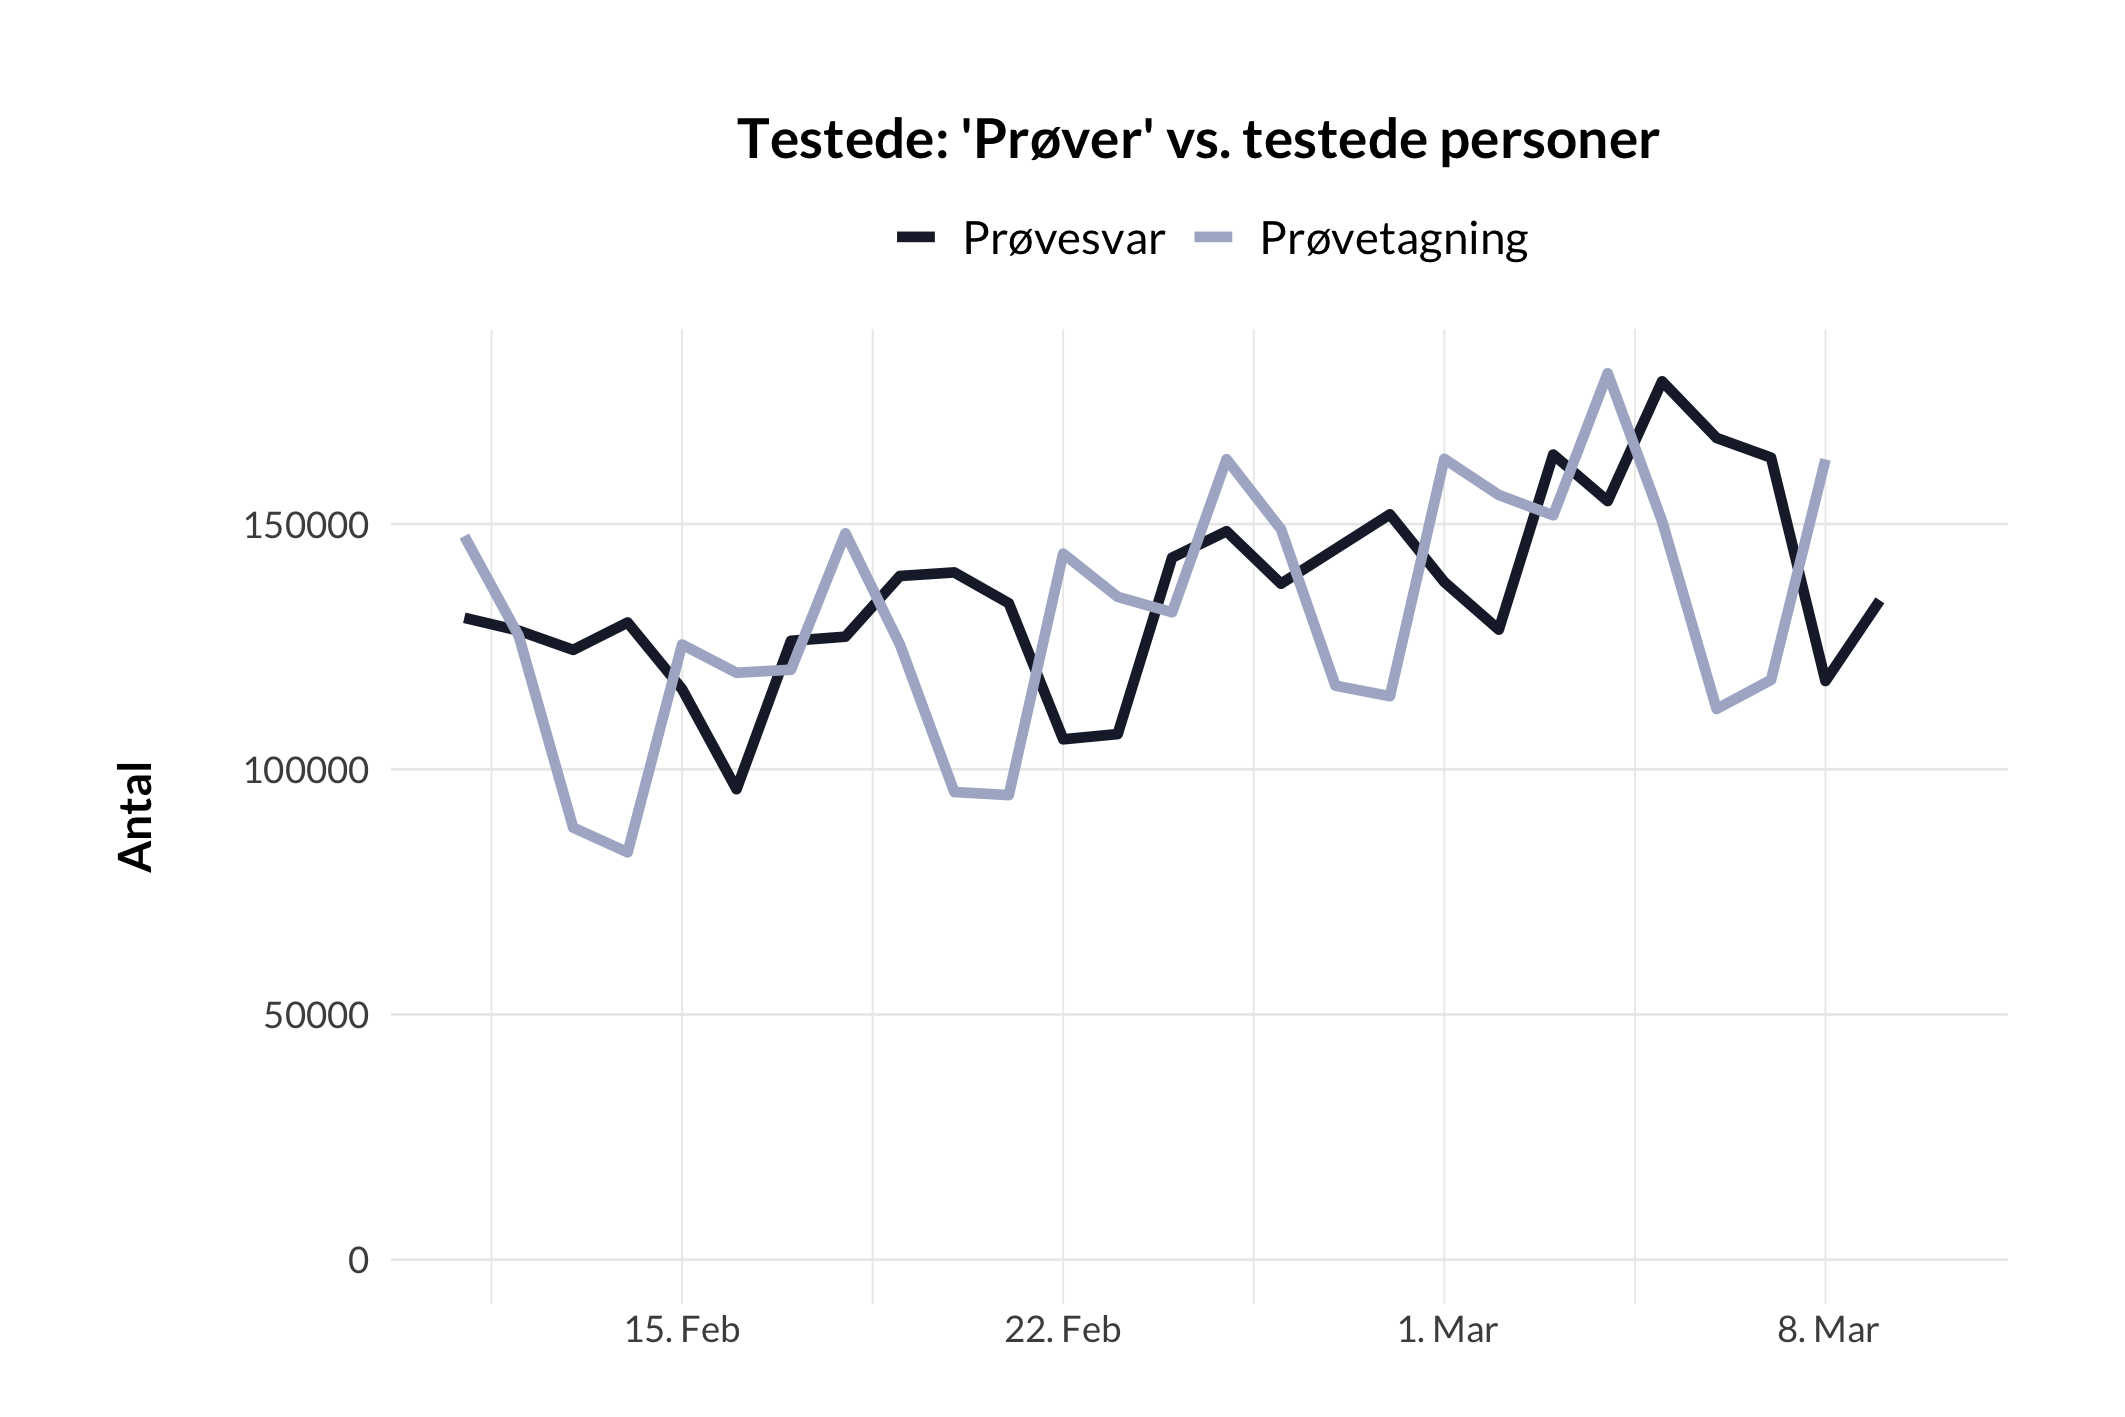 Testede: 'Prøver' vs. testede personer
Prøvesvar Prøvetagning
Antal
150000
100000
50000
0
15. Feb 22. Feb 1. Mar 8. Mar